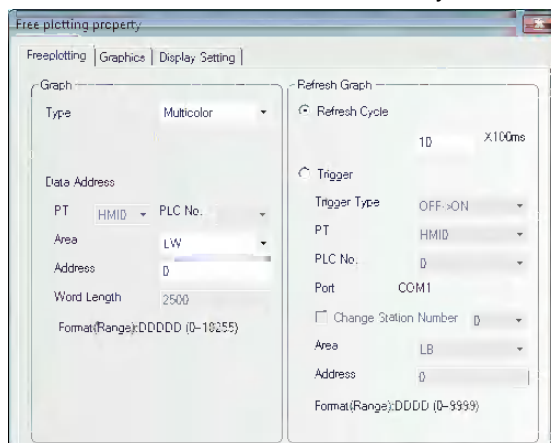 Free plotting property
Freeplotting
Graphics
Display Setting
Graph
Type
Multicolor
Data Address
PT
HMI0
PLC No.
Area
LW
Address
0
Word Length
2500
Format(Range):DDDDD (0-10255)
Refresh Graph
Refresh Cycle
10
X100ms
Trigger
Trigger Type
OFF->ON
PT
HMI0
PLC No.
0
Port
COM1
Change Station Number
0
Area
LB
Address
0
Format(Range):DDDD (0-9999)